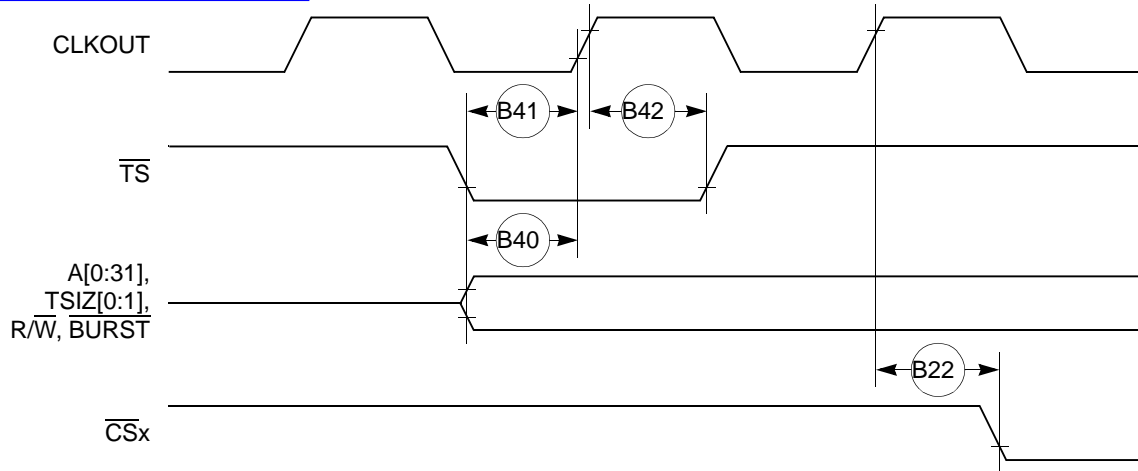 CLKOUT
B41
B42
TS
B40
A[0:31],
TSIZ[0:1],
R/W, BURST
B22
CSx